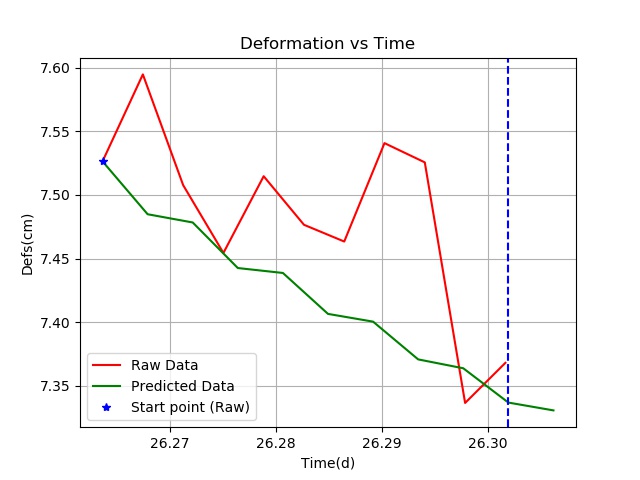 Deformation vs Time
7.60
7.55
7.50
7.45
7.40
7.35
Defs(cm)
Raw Data
Predicted Data
Start point (Raw)
26.27 26.28 26.29 26.30
Time(d)